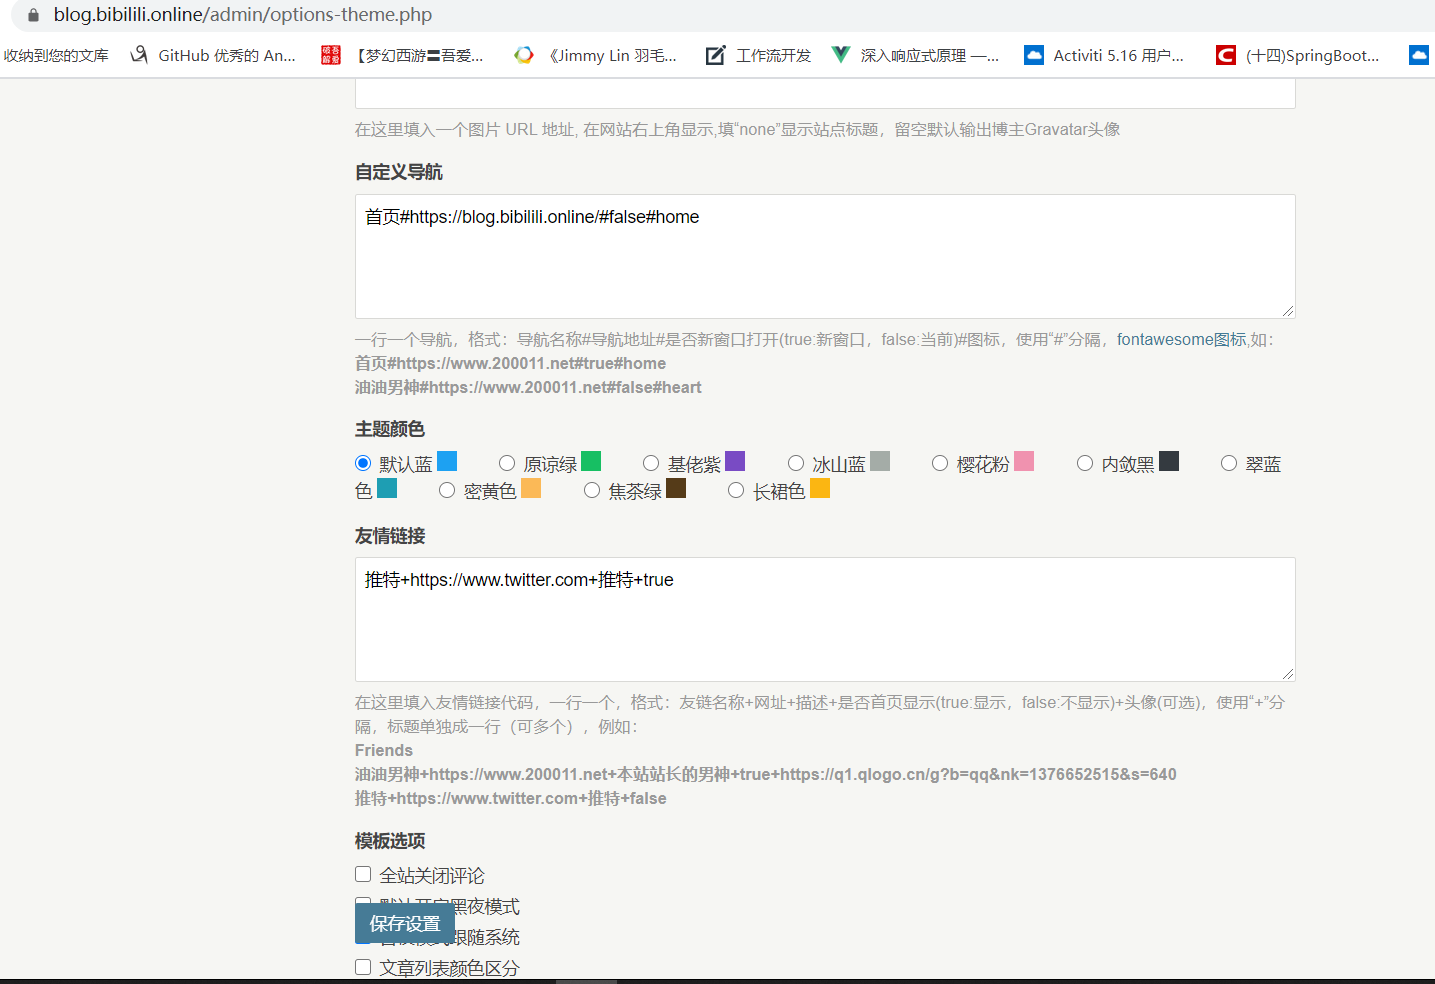 blog.bibilili.online/admin/options-theme.php
收纳到您的文库 GitHub 优秀的 An... 【梦幻西游〓吾爱... 《Jimmy Lin 羽毛... 工作流开发 深入响应式原理 —... Activiti 5.16 用户... (十四)SpringBoot...
在这里填入一个图片 URL 地址, 在网站右上角显示,填“none”显示站点标题，留空默认输出博主Gravatar头像
自定义导航
首页#https://blog.bibilili.online/#false#home
一行一个导航，格式：导航名称#导航地址#是否新窗口打开(true:新窗口，false:当前)#图标，使用“#”分隔，fontawesome图标,如：
首页#https://www.200011.net#true#home
油油男神#https://www.200011.net#false#heart
主题颜色
默认蓝 原谅绿 基佬紫 冰山蓝 樱花粉 内敛黑 翠蓝
色 密黄色 焦茶绿 长裙色
友情链接
推特+https://www.twitter.com+推特+true
在这里填入友情链接代码，一行一个，格式：友链名称+网址+描述+是否首页显示(true:显示，false:不显示)+头像(可选)，使用“+”分
隔，标题单独成一行（可多个），例如：
Friends
油油男神+https://www.200011.net+本站站长的男神+true+https://q1.qlogo.cn/g?b=qq&nk=1376652515&s=640
推特+https://www.twitter.com+推特+false
模板选项
全站关闭评论
黑夜模式
保存设置
跟随系统
文章列表颜色区分